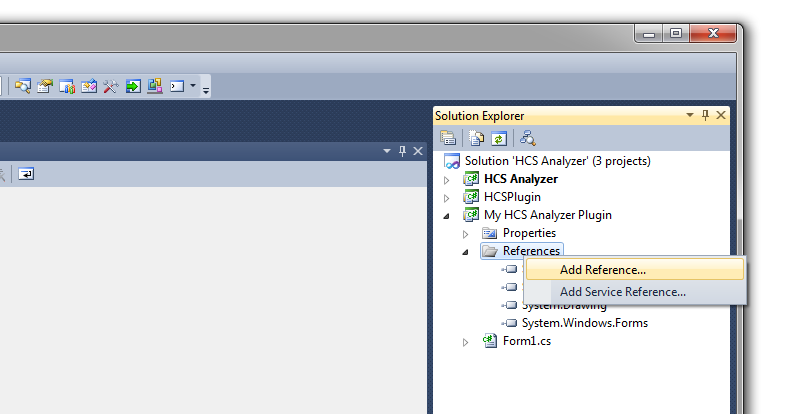 Solution Explorer
Solution 'HCS Analyzer' (3 projects)
HCS Analyzer
HCSPlugin
My HCS Analyzer Plugin
Properties
References
Add Reference...
Add Service Reference...
System.Drawing
System.Windows.Forms
Form1.cs